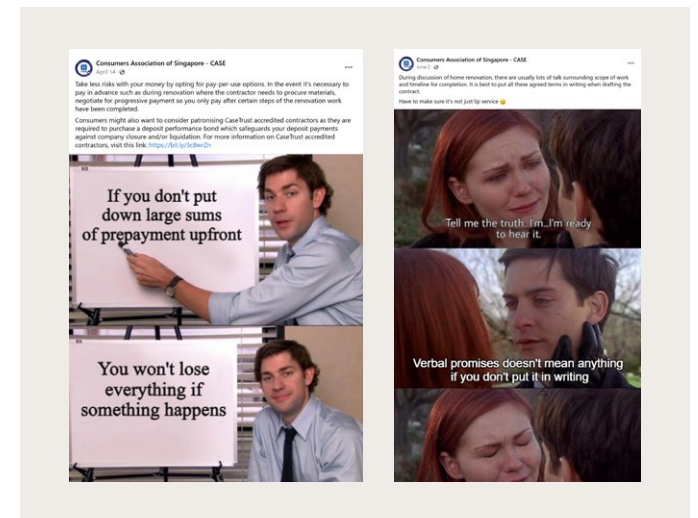 Consumers Association of Singapore - CASE
April 14
Take less risks with your money by opting for pay-per-use options. In the event it's necessary to
pay in advance such as during renovation where the contractor needs to procure materials,
negotiate for progressive payment so you only pay after certain steps of the renovation work
have been completed.
Consumers might also want to consider patronising CaseTrust accredited contractors as they are
required to purchase a deposit performance bond which safeguards your deposit payments
against company closure and/or liquidation. For more information on CaseTrust accredited
contractors, visit this link:
If you don't put
down large sums
of prepayment upfront
You won't lose
everything if
something happens
Consumers Association of Singapore - CASE
June 2
During discussion of home renovation, there are usually lots of talk surrounding scope of work
and timeline for completion. It is best to put all these agreed terms in writing when drafting the
contract.
Have to make sure it's not just lip service
Tell me the truth...I'm...I'm ready
to hear it.
Verbal promises doesn't mean anything
if you don't put it in writing